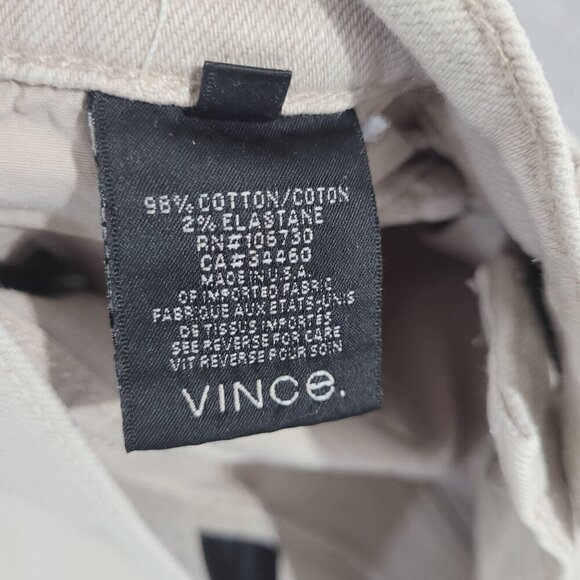 98% COTTON/COTON
2% ELASTANE
RN#105730
CA#34460
MADE IN U.S.A.
OF IMPORTED FABRIC
FABRIQUE AUX ETATS-UNIS
DE TISSUS IMPORTES
SEE REVERSE FOR CARE
VIT REVERSE POUR SOIN
VINCe.